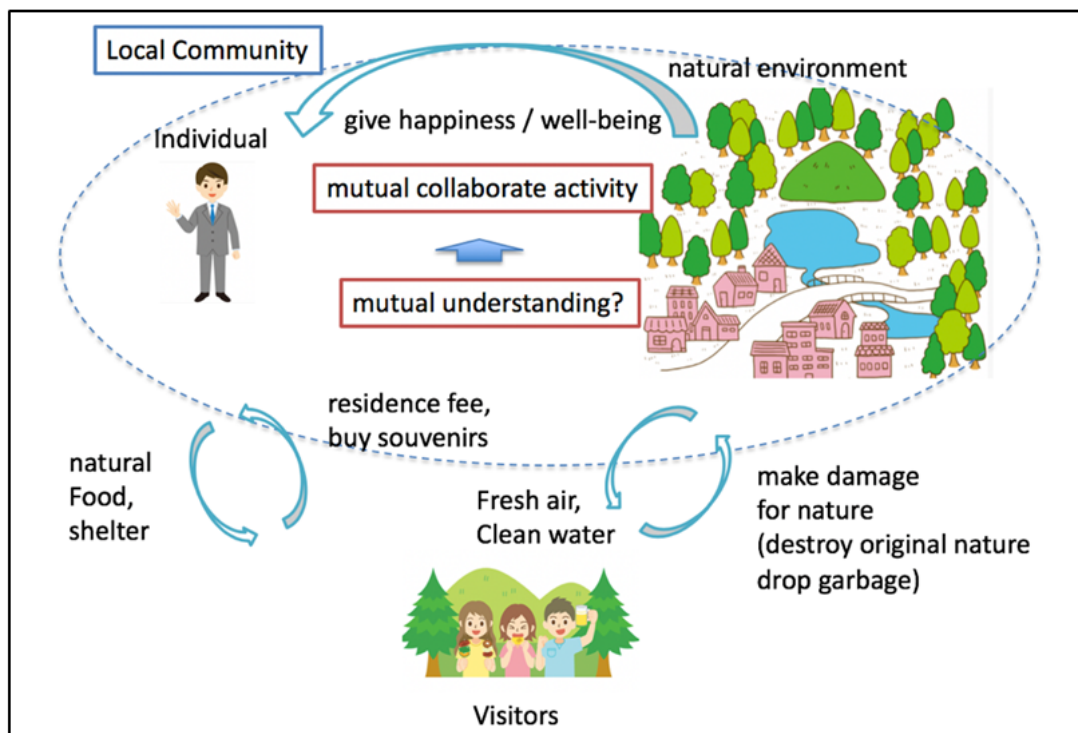 Local Community
natural environment
Individual
give happiness / well-being
mutual collaborate activity
mutual understanding?
residence fee,
buy souvenirs
natural
Food,
shelter
Fresh air,
Clean water
make damage
for nature
(destroy original nature
drop garbage)
Visitors